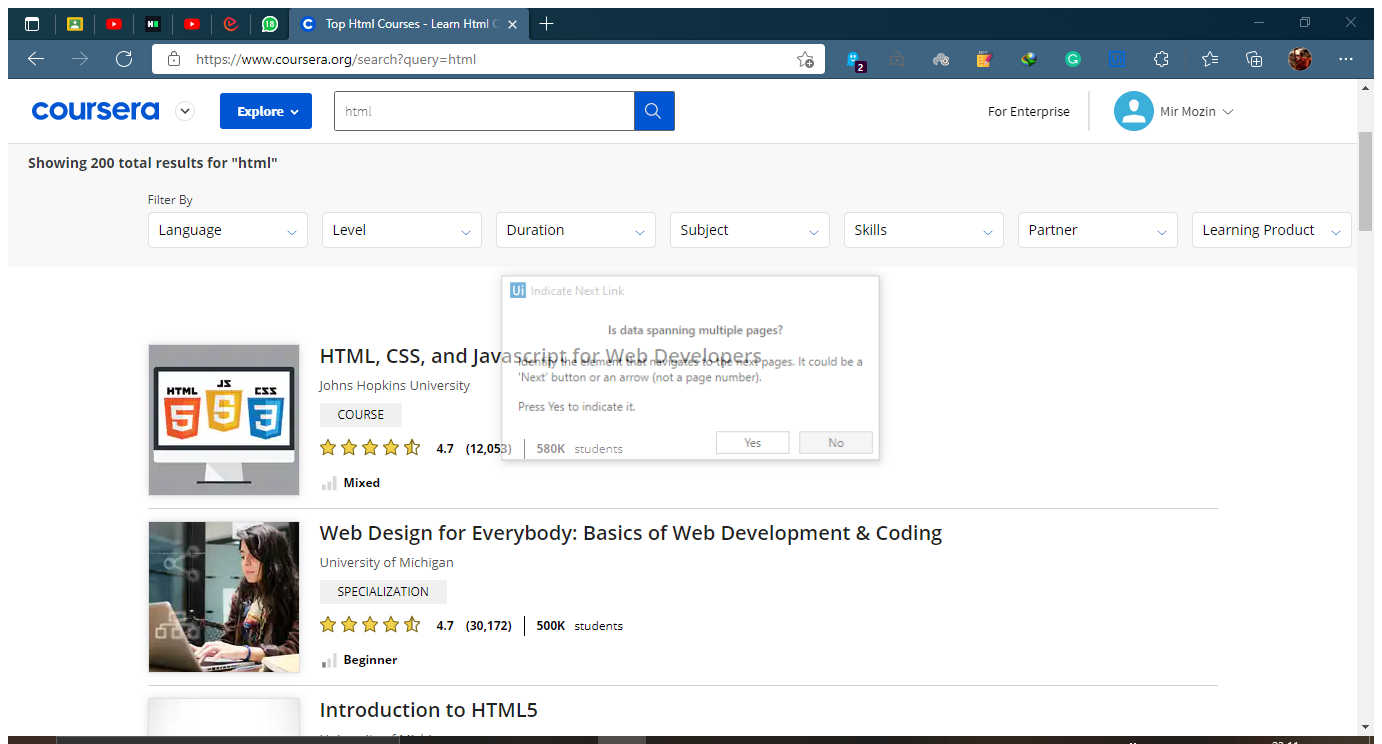 Top Html Courses - Learn Html C
https://www.coursera.org/search?query=html
2
coursera
Explore
html
For Enterprise
Mir Mozin
Showing 200 total results for "html"
Filter By
Language
Level
Duration
Subject
Skills
Partner
Learning Product
Ui Indicate Next Link
Is data spanning multiple pages?
Identify the element that navigates to the next pages. It could be a
'Next' button or an arrow (not a page number).
Press Yes to indicate it.
Yes
No
HTML
JS
CSS
5
5
3
HTML, CSS, and Javascript for Web Developers
Johns Hopkins University
COURSE
4.7 (12,053) 580K students
Mixed
Web Design for Everybody: Basics of Web Development & Coding
University of Michigan
SPECIALIZATION
4.7 (30,172) 500K students
Beginner
Introduction to HTML5